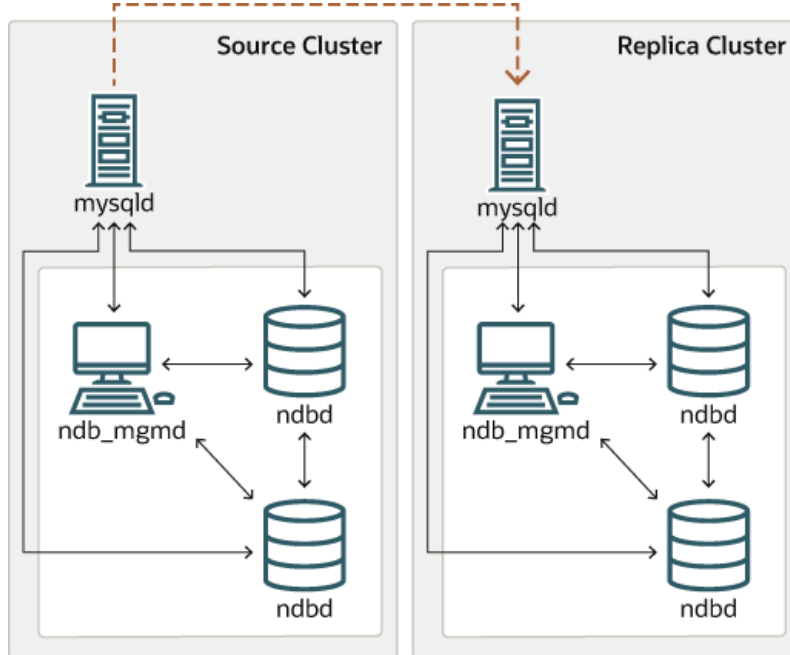 Source Cluster
mysqld
ndb_mgmd
ndbd
ndbd
Replica Cluster
mysqld
ndb_mgmd
ndbd
ndbd